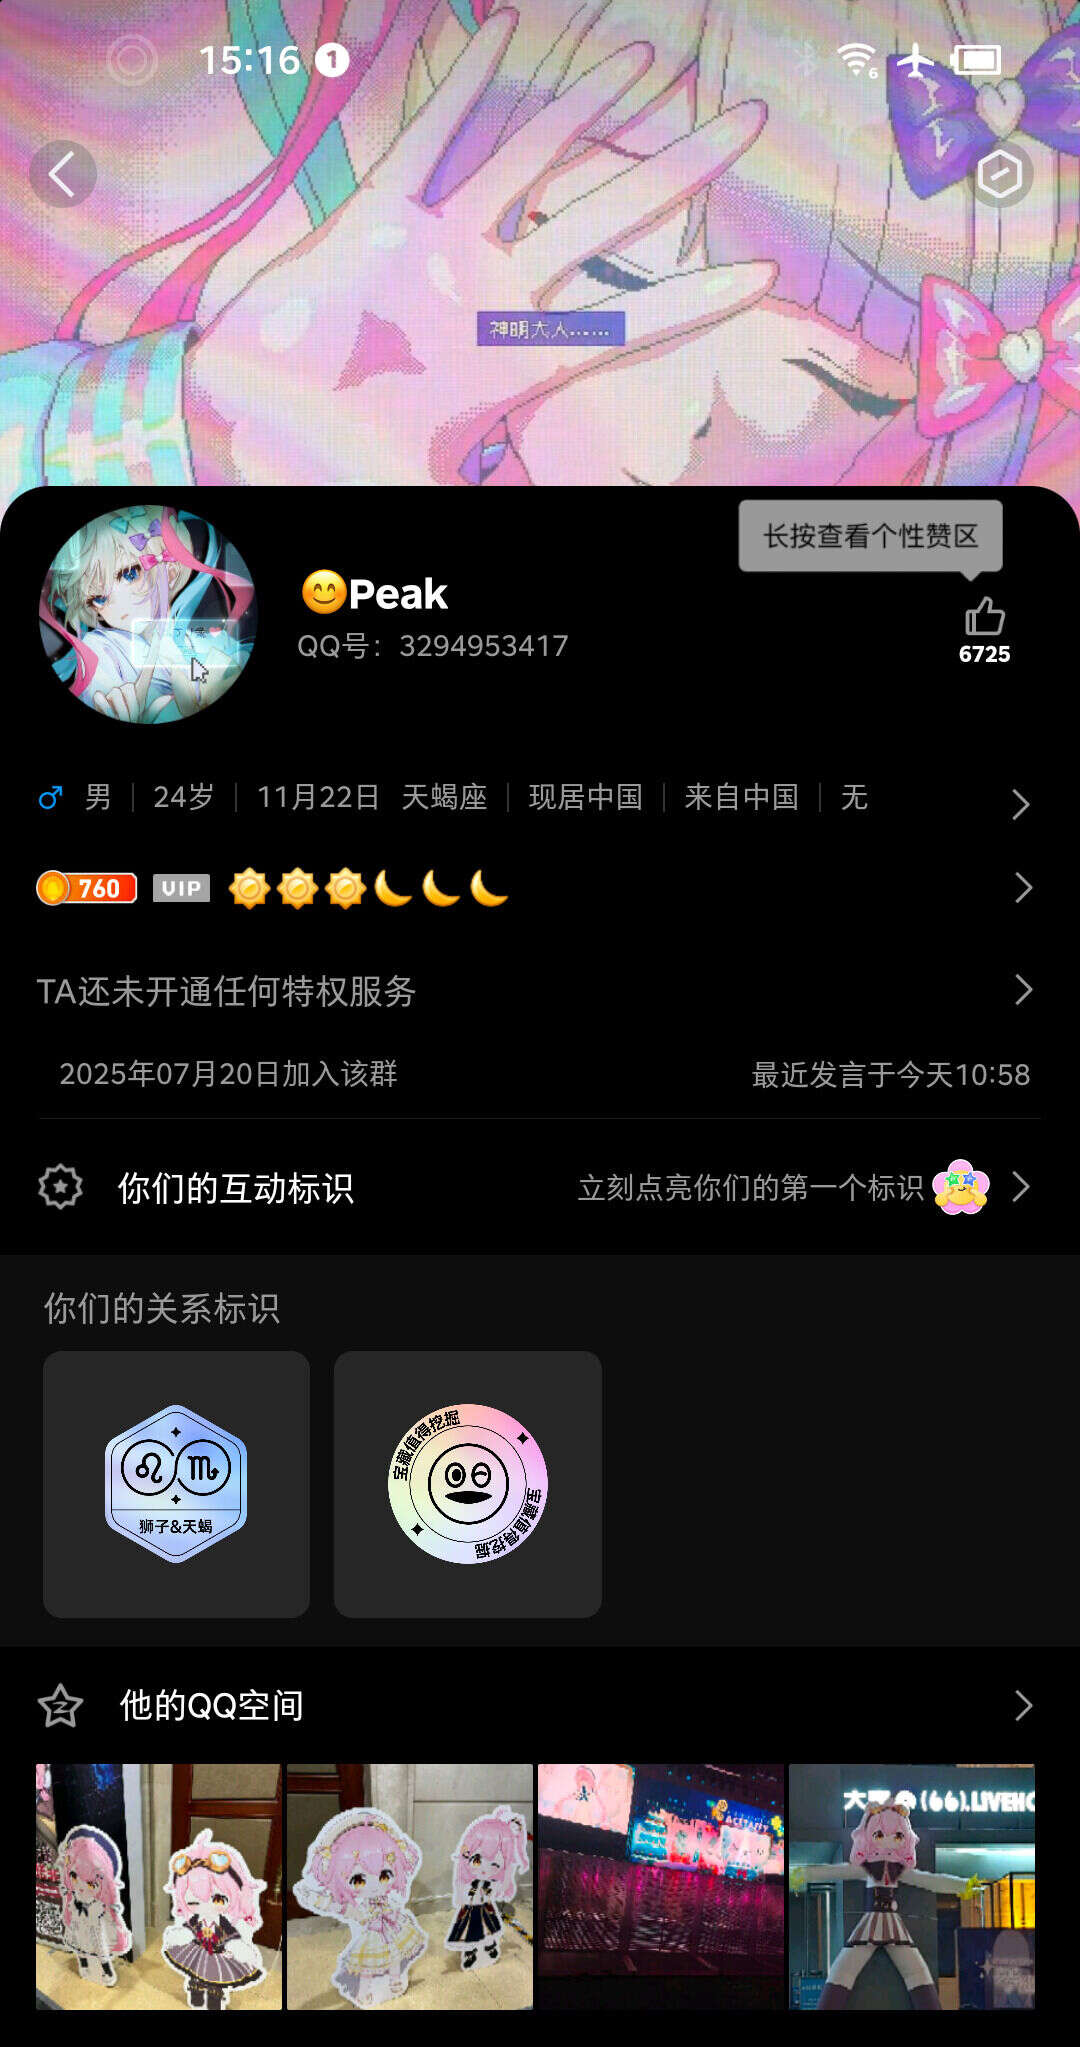 15:16 1
6
神明大人……
长按查看个性赞区
😊Peak
QQ号：3294953417
6725
男 | 24岁 | 11月22日 天蝎座 | 现居中国 | 来自中国 | 无
760 VIP
TA还未开通任何特权服务
2025年07月20日加入该群 最近发言于今天10:58
你们的互动标识 立刻点亮你们的第一个标识
你们的关系标识
狮子&天蝎
宝藏值得挖掘
宝藏值得挖掘
他的QQ空间
(66).LIVEHO